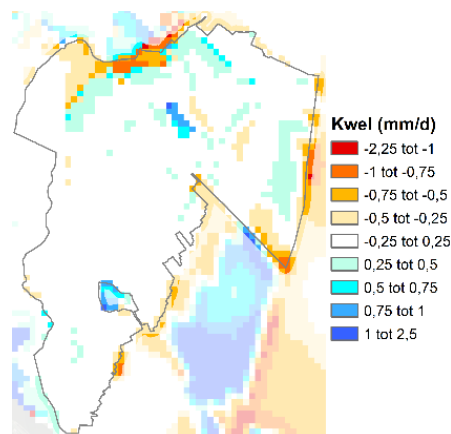 Kwel (mm/d)
-2,25 tot -1
-1 tot -0,75
-0,75 tot -0,5
-0,5 tot -0,25
-0,25 tot 0,25
0,25 tot 0,5
0,5 tot 0,75
0,75 tot 1
1 tot 2,5